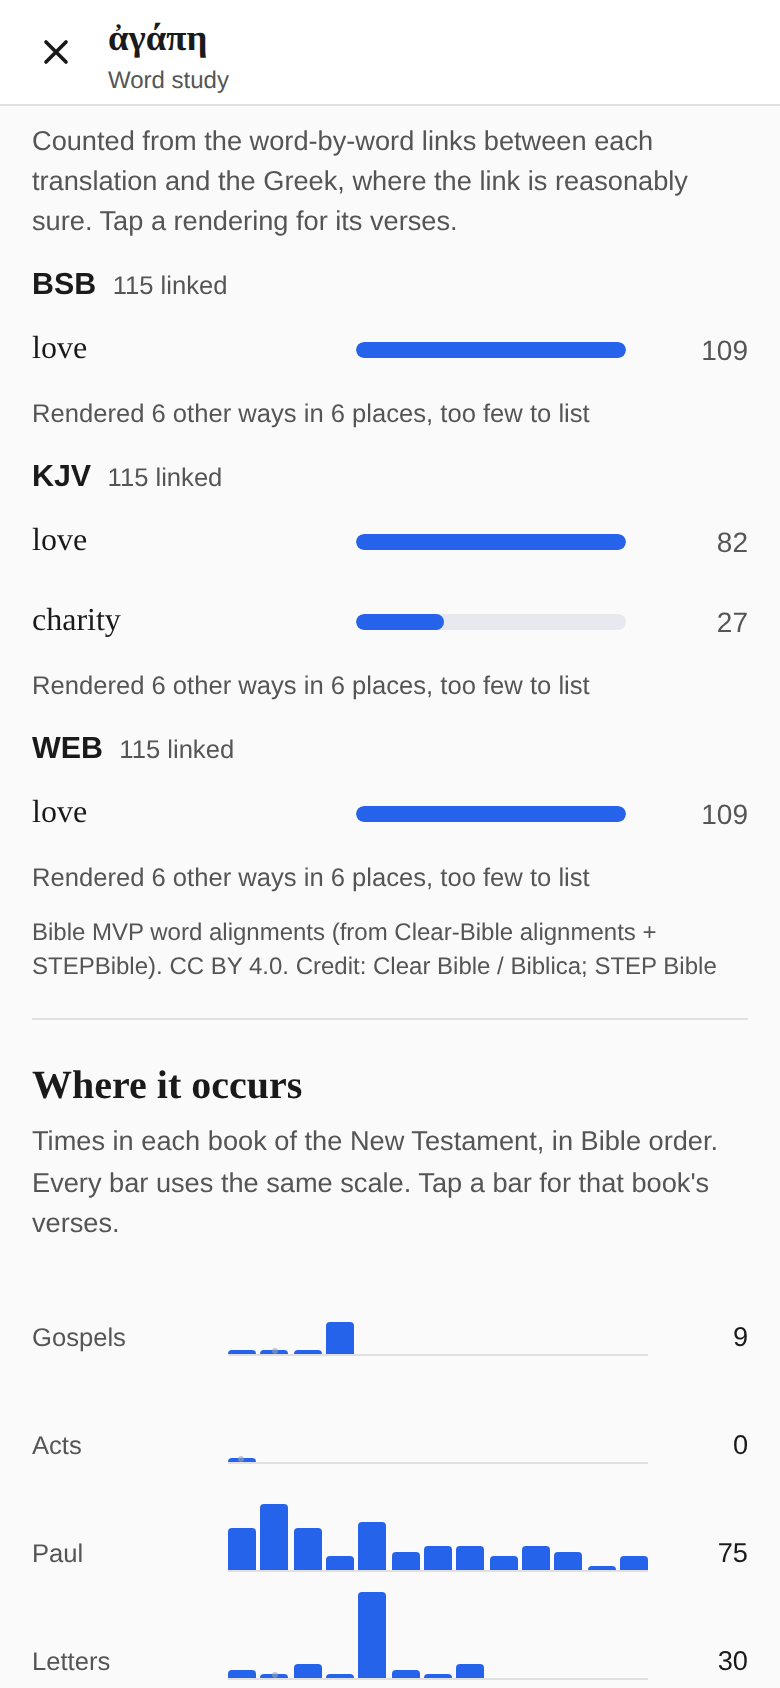 ἀγάπη
Word study
Counted from the word-by-word links between each
translation and the Greek, where the link is reasonably
sure. Tap a rendering for its verses.
BSB 115 linked
love 109
Rendered 6 other ways in 6 places, too few to list
KJV 115 linked
love 82
charity 27
Rendered 6 other ways in 6 places, too few to list
WEB 115 linked
love 109
Rendered 6 other ways in 6 places, too few to list
Bible MVP word alignments (from Clear-Bible alignments +
STEPBible). CC BY 4.0. Credit: Clear Bible / Biblica; STEP Bible
Where it occurs
Times in each book of the New Testament, in Bible order.
Every bar uses the same scale. Tap a bar for that book's
verses.
Gospels 9
Acts 0
Paul 75
Letters 30